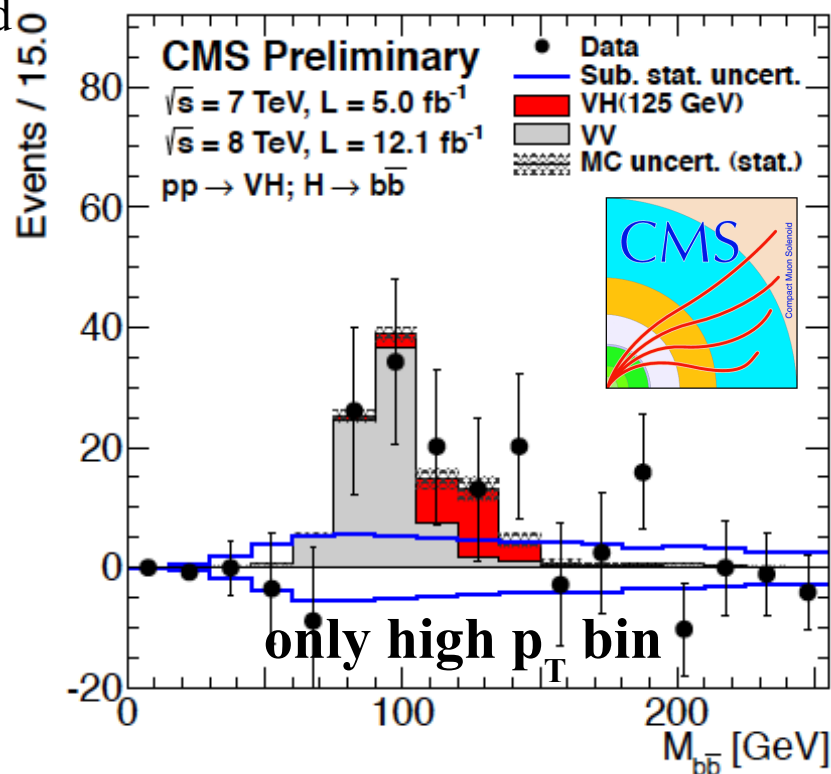 d
CMS Preliminary
√s = 7 TeV, L = 5.0 fb⁻¹
√s = 8 TeV, L = 12.1 fb⁻¹
pp → VH; H → bb̅
Data
Sub. stat. uncert.
VH(125 GeV)
VV
MC uncert. (stat.)
CMS
Compact Muon Solenoid
Events / 15.0
80
60
40
20
0
-20
only high p_T bin
0 100 200
M_bb̅ [GeV]